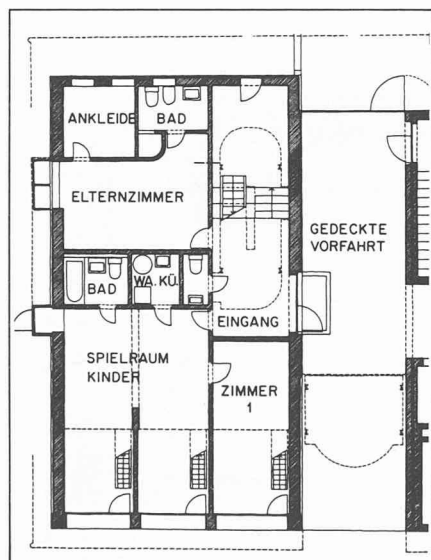 ANKLEIDE
BAD
ELTERNZIMMER
GEDECKTE
VORFAHRT
BAD
WA. KÜ.
EINGANG
SPIELRAUM
KINDER
ZIMMER
1